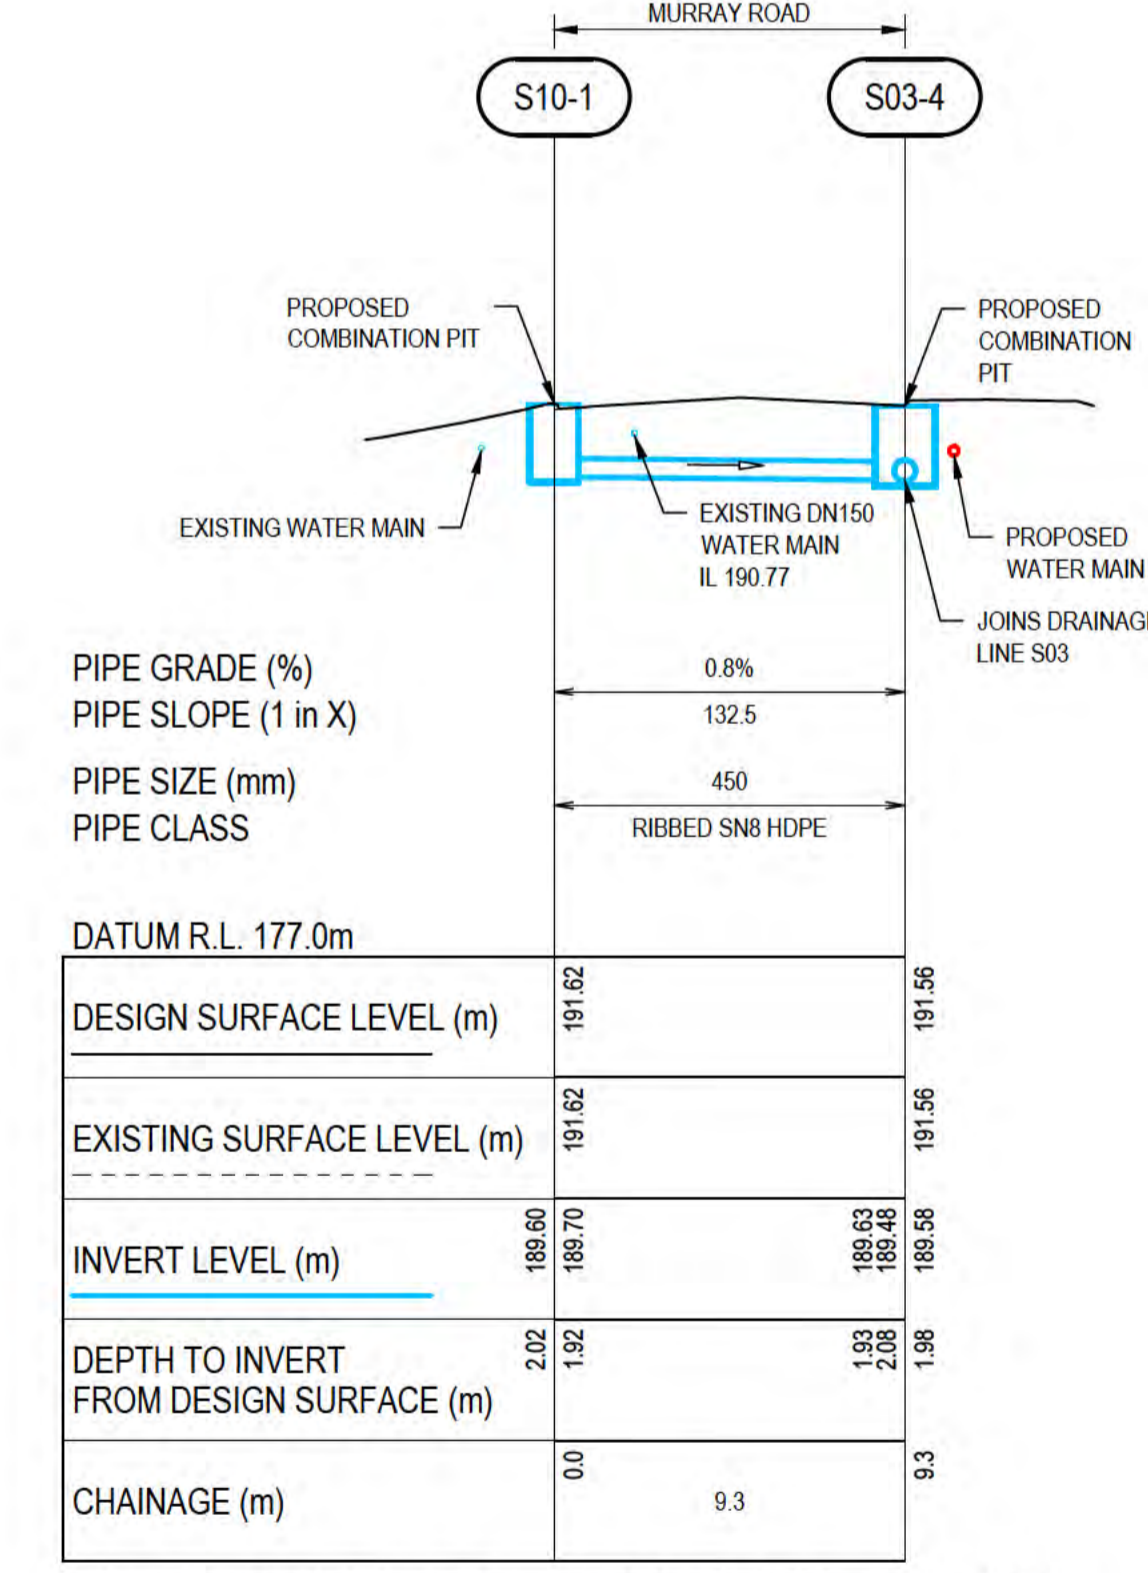 MURRAY ROAD
S10-1
S03-4
PROPOSED
COMBINATION PIT
PROPOSED
COMBINATION
PIT
EXISTING WATER MAIN
EXISTING DN150
WATER MAIN
IL 190.77
PROPOSED
WATER MAIN
JOINS DRAINAGE
LINE S03
PIPE GRADE (%)
0.8%
PIPE SLOPE (1 in X)
132.5
PIPE SIZE (mm)
450
PIPE CLASS
RIBBED SN8 HDPE
DATUM R.L. 177.0m
DESIGN SURFACE LEVEL (m)
191.62
191.56
EXISTING SURFACE LEVEL (m)
191.62
191.56
INVERT LEVEL (m)
189.60
189.70
189.63
189.48
189.58
DEPTH TO INVERT
FROM DESIGN SURFACE (m)
2.02
1.92
1.93
2.08
1.98
CHAINAGE (m)
0.0
9.3
9.3